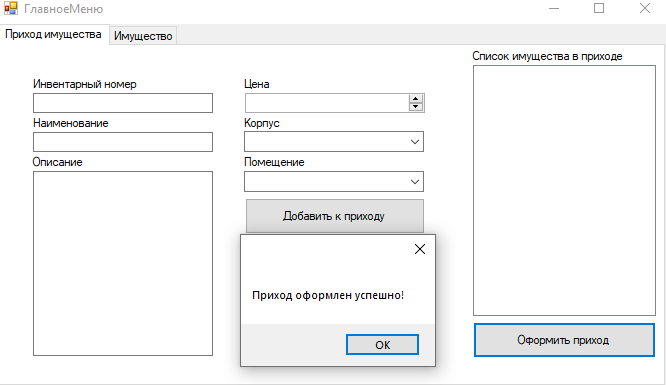 ГлавноеМеню
Приход имущества
Имущество
Список имущества в приходе
Инвентарный номер
Цена
Наименование
Корпус
Описание
Помещение
Добавить к приходу
Приход оформлен успешно!
OK
Оформить приход